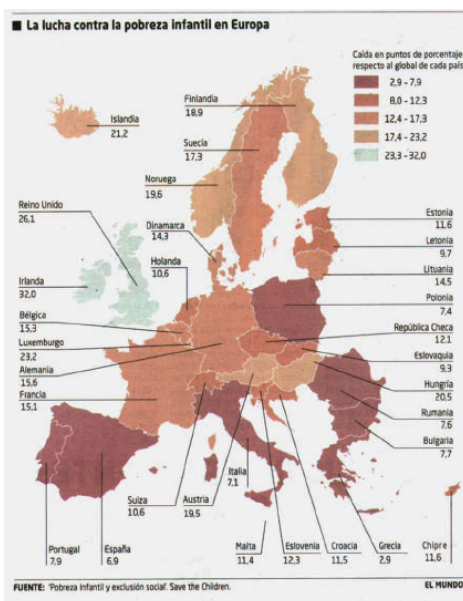 La lucha contra la pobreza infantil en Europa
Caída en puntos de porcentaje
respecto al global de cada país
2,9 - 7,9
8,0 - 12,3
12,4 - 17,3
17,4 - 23,2
23,3 - 32,0
Finlandia
18,9
Islandia
21,2
Suecia
17,3
Noruega
19,6
Reino Unido
26,1
Dinamarca
14,3
Estonia
11,6
Letonia
9,7
Holanda
10,6
Lituania
14,5
Irlanda
32,0
Polonia
7,4
Bélgica
15,3
República Checa
12,1
Luxemburgo
23,2
Eslovaquia
9,3
Alemania
15,6
Hungría
20,5
Francia
15,1
Rumania
7,6
Bulgaria
7,7
Italia
7,1
Suiza
10,6
Austria
19,5
Portugal
7,9
España
6,9
Malta
11,4
Eslovenia
12,3
Croacia
11,5
Grecia
2,9
Chipre
11,6
FUENTE: 'Pobreza infantil y exclusión social'. Save the Children.
EL MUNDO